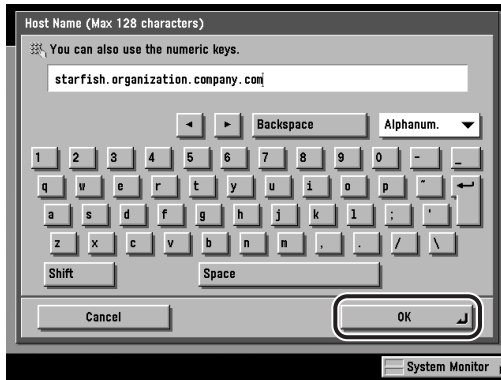 Host Name (Max 128 characters)
You can also use the numeric keys.
starfish.organization.company.com
◄ ► Backspace Alphanum. ▼
1 2 3 4 5 6 7 8 9 0 - _
q w e r t y u i o p ~
a s d f g h j k l ; '
z x c v b n m , . / \
Shift Space
Cancel OK
System Monitor